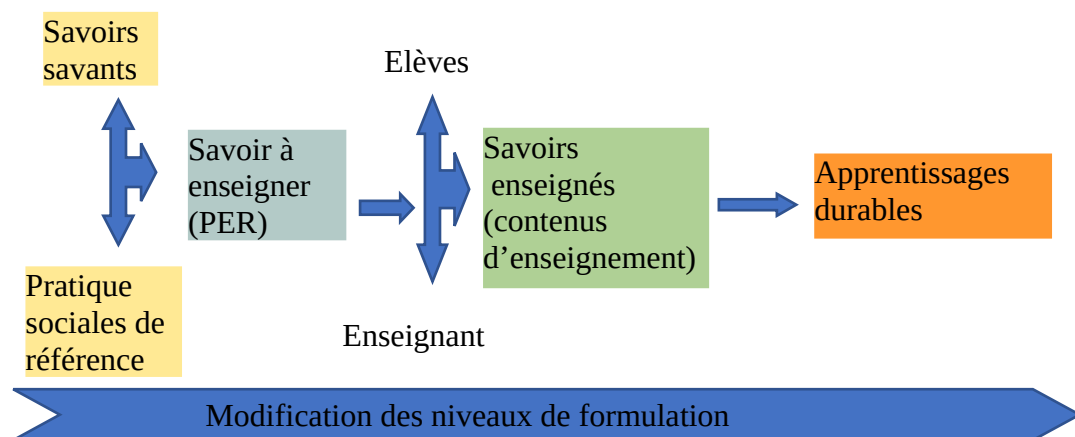 Savoirs
savants
Pratique
sociales de
référence
Savoir à
enseigner
(PER)
Elèves
Enseignant
Savoirs
enseignés
(contenus
d’enseignement)
Apprentissages
durables
Modification des niveaux de formulation